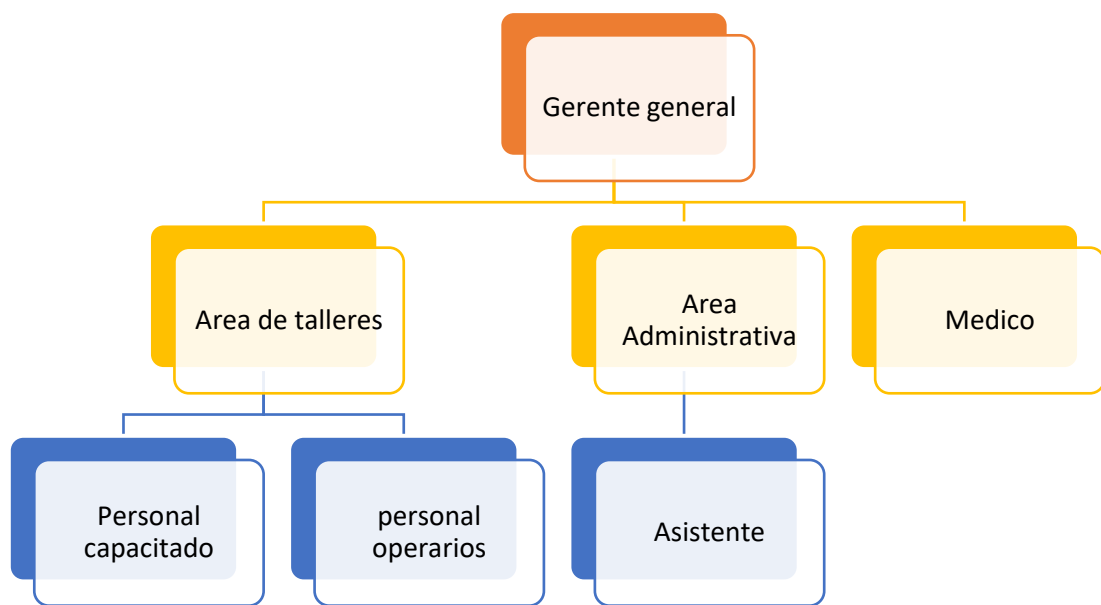 Gerente general
Area de talleres
Area
Administrativa
Medico
Personal
capacitado
personal
operarios
Asistente